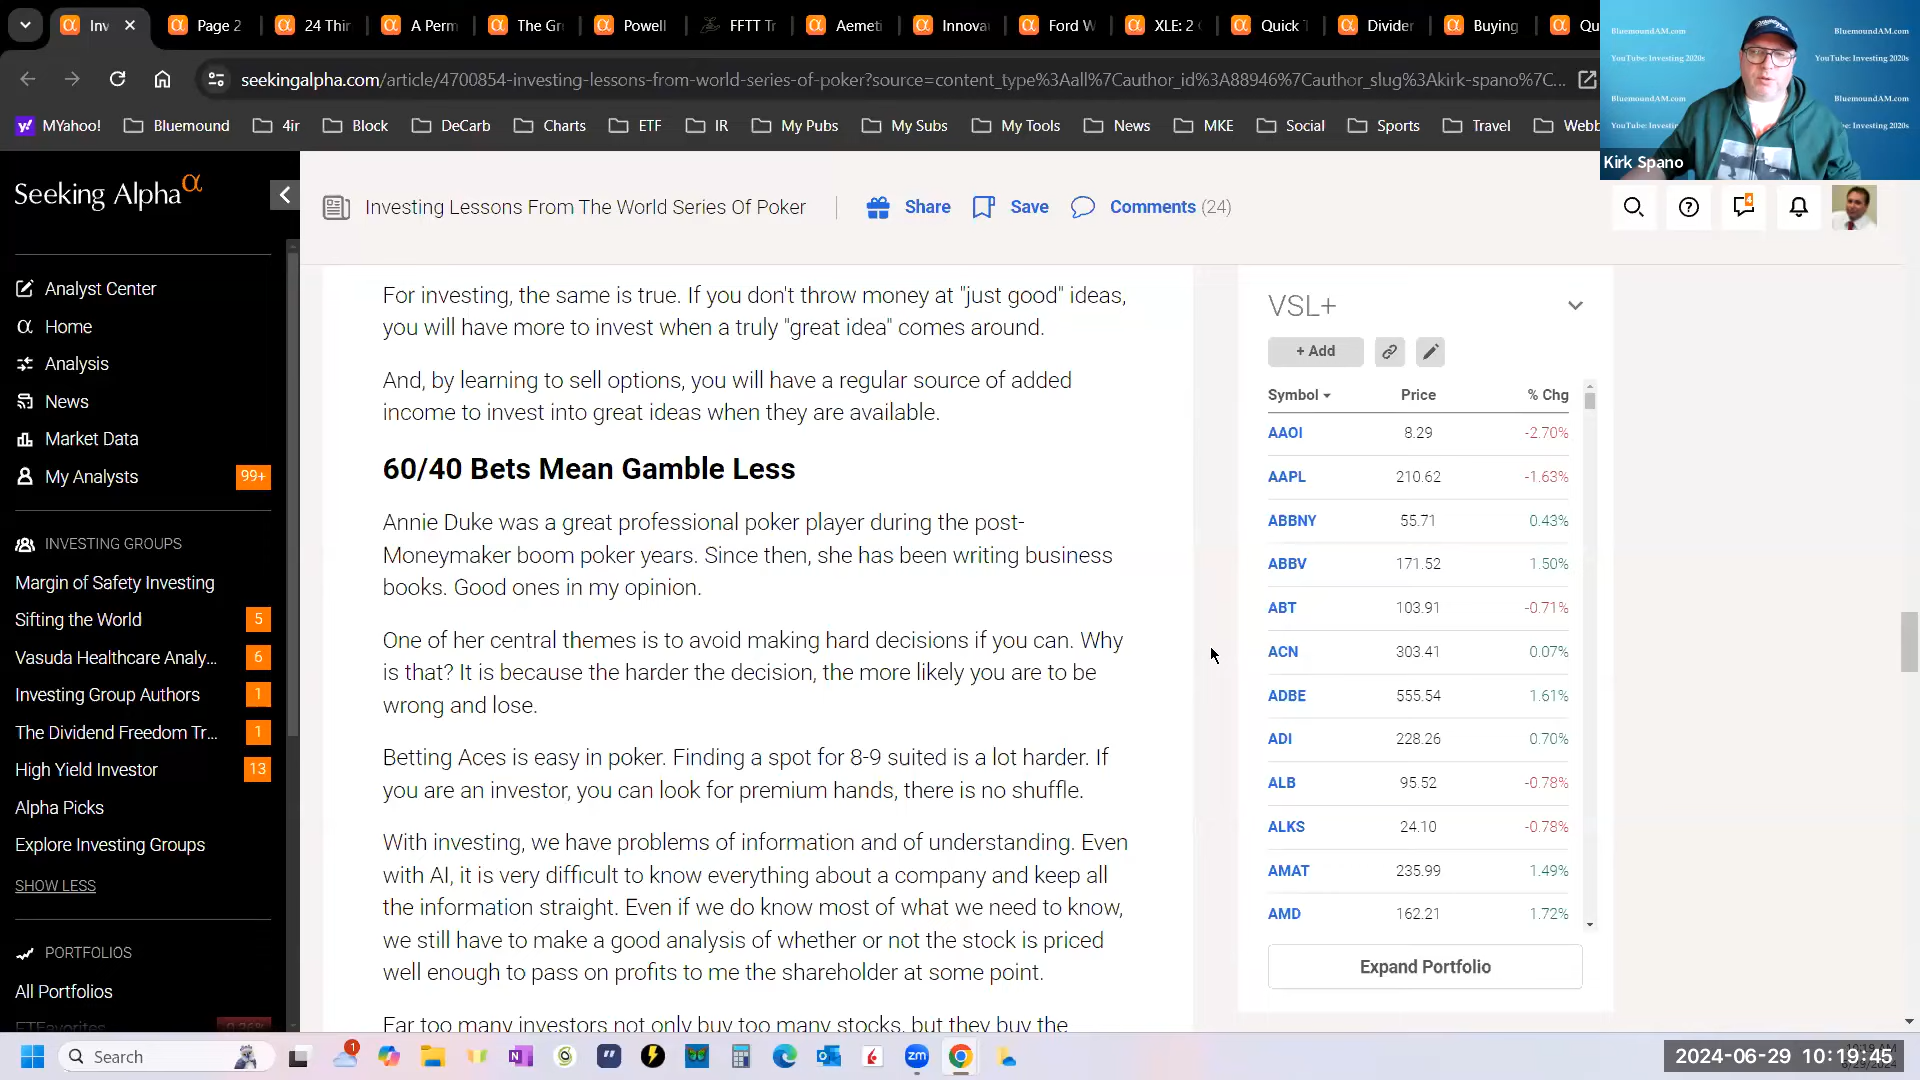 Inv
Page 2
24 Thir
A Perm
The Gr
Powell
FFTT Tr
Aemeti
Innova
Ford W
XLE: 2
Quick
Divider
Buying
Qu
seekingalpha.com/article/4700854-investing-lessons-from-world-series-of-poker?source=content_type%3Aall%7Cauthor_id%3A88946%7Cauthor_slug%3Akirk-spano%7C...
MYahoo!
Bluemound
4ir
Block
DeCarb
Charts
ETF
IR
My Pubs
My Subs
My Tools
News
MKE
Social
Sports
Travel
Webb
BluemoundAM.com
BluemoundAM.com
YouTube: Investing 2020s
YouTube: Investing 2020s
BluemoundAM.com
BluemoundAM.com
Kirk Spano
Seeking Alpha
Analyst Center
Home
Analysis
News
Market Data
My Analysts 99+
INVESTING GROUPS
Margin of Safety Investing
Sifting the World 5
Vasuda Healthcare Analy... 6
Investing Group Authors 1
The Dividend Freedom Tr... 1
High Yield Investor 13
Alpha Picks
Explore Investing Groups
SHOW LESS
PORTFOLIOS
All Portfolios
Investing Lessons From The World Series Of Poker
Share
Save
Comments (24)
4
For investing, the same is true. If you don't throw money at "just good" ideas,
you will have more to invest when a truly "great idea" comes around.
And, by learning to sell options, you will have a regular source of added
income to invest into great ideas when they are available.
60/40 Bets Mean Gamble Less
Annie Duke was a great professional poker player during the post-
Moneymaker boom poker years. Since then, she has been writing business
books. Good ones in my opinion.
One of her central themes is to avoid making hard decisions if you can. Why
is that? It is because the harder the decision, the more likely you are to be
wrong and lose.
Betting Aces is easy in poker. Finding a spot for 8-9 suited is a lot harder. If
you are an investor, you can look for premium hands, there is no shuffle.
With investing, we have problems of information and of understanding. Even
with AI, it is very difficult to know everything about a company and keep all
the information straight. Even if we do know most of what we need to know,
we still have to make a good analysis of whether or not the stock is priced
well enough to pass on profits to me the shareholder at some point.
Far too many investors not only buy too many stocks, but they buy the
VSL+
+ Add
Symbol Price % Chg
AAOI 8.29 -2.70%
AAPL 210.62 -1.63%
ABBNY 55.71 0.43%
ABBV 171.52 1.50%
ABT 103.91 -0.71%
ACN 303.41 0.07%
ADBE 555.54 1.61%
ADI 228.26 0.70%
ALB 95.52 -0.78%
ALKS 24.10 -0.78%
AMAT 235.99 1.49%
AMD 162.21 1.72%
Expand Portfolio
Search
1
zm
2024-06-29 10:19:45